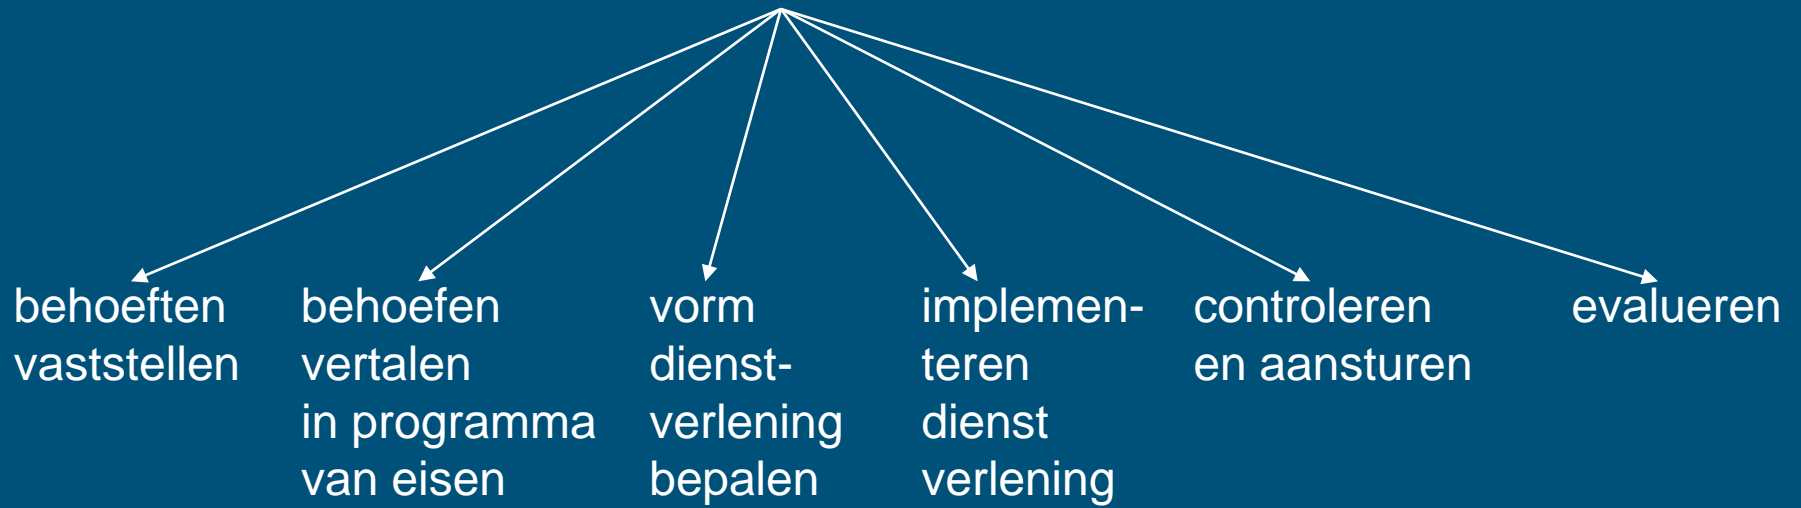 behoeften
vaststellen
behoefen
vertalen
in programma
van eisen
vorm
dienst-
verlening
bepalen
implemen-
teren
dienst
verlening
controleren
en aansturen
evalueren